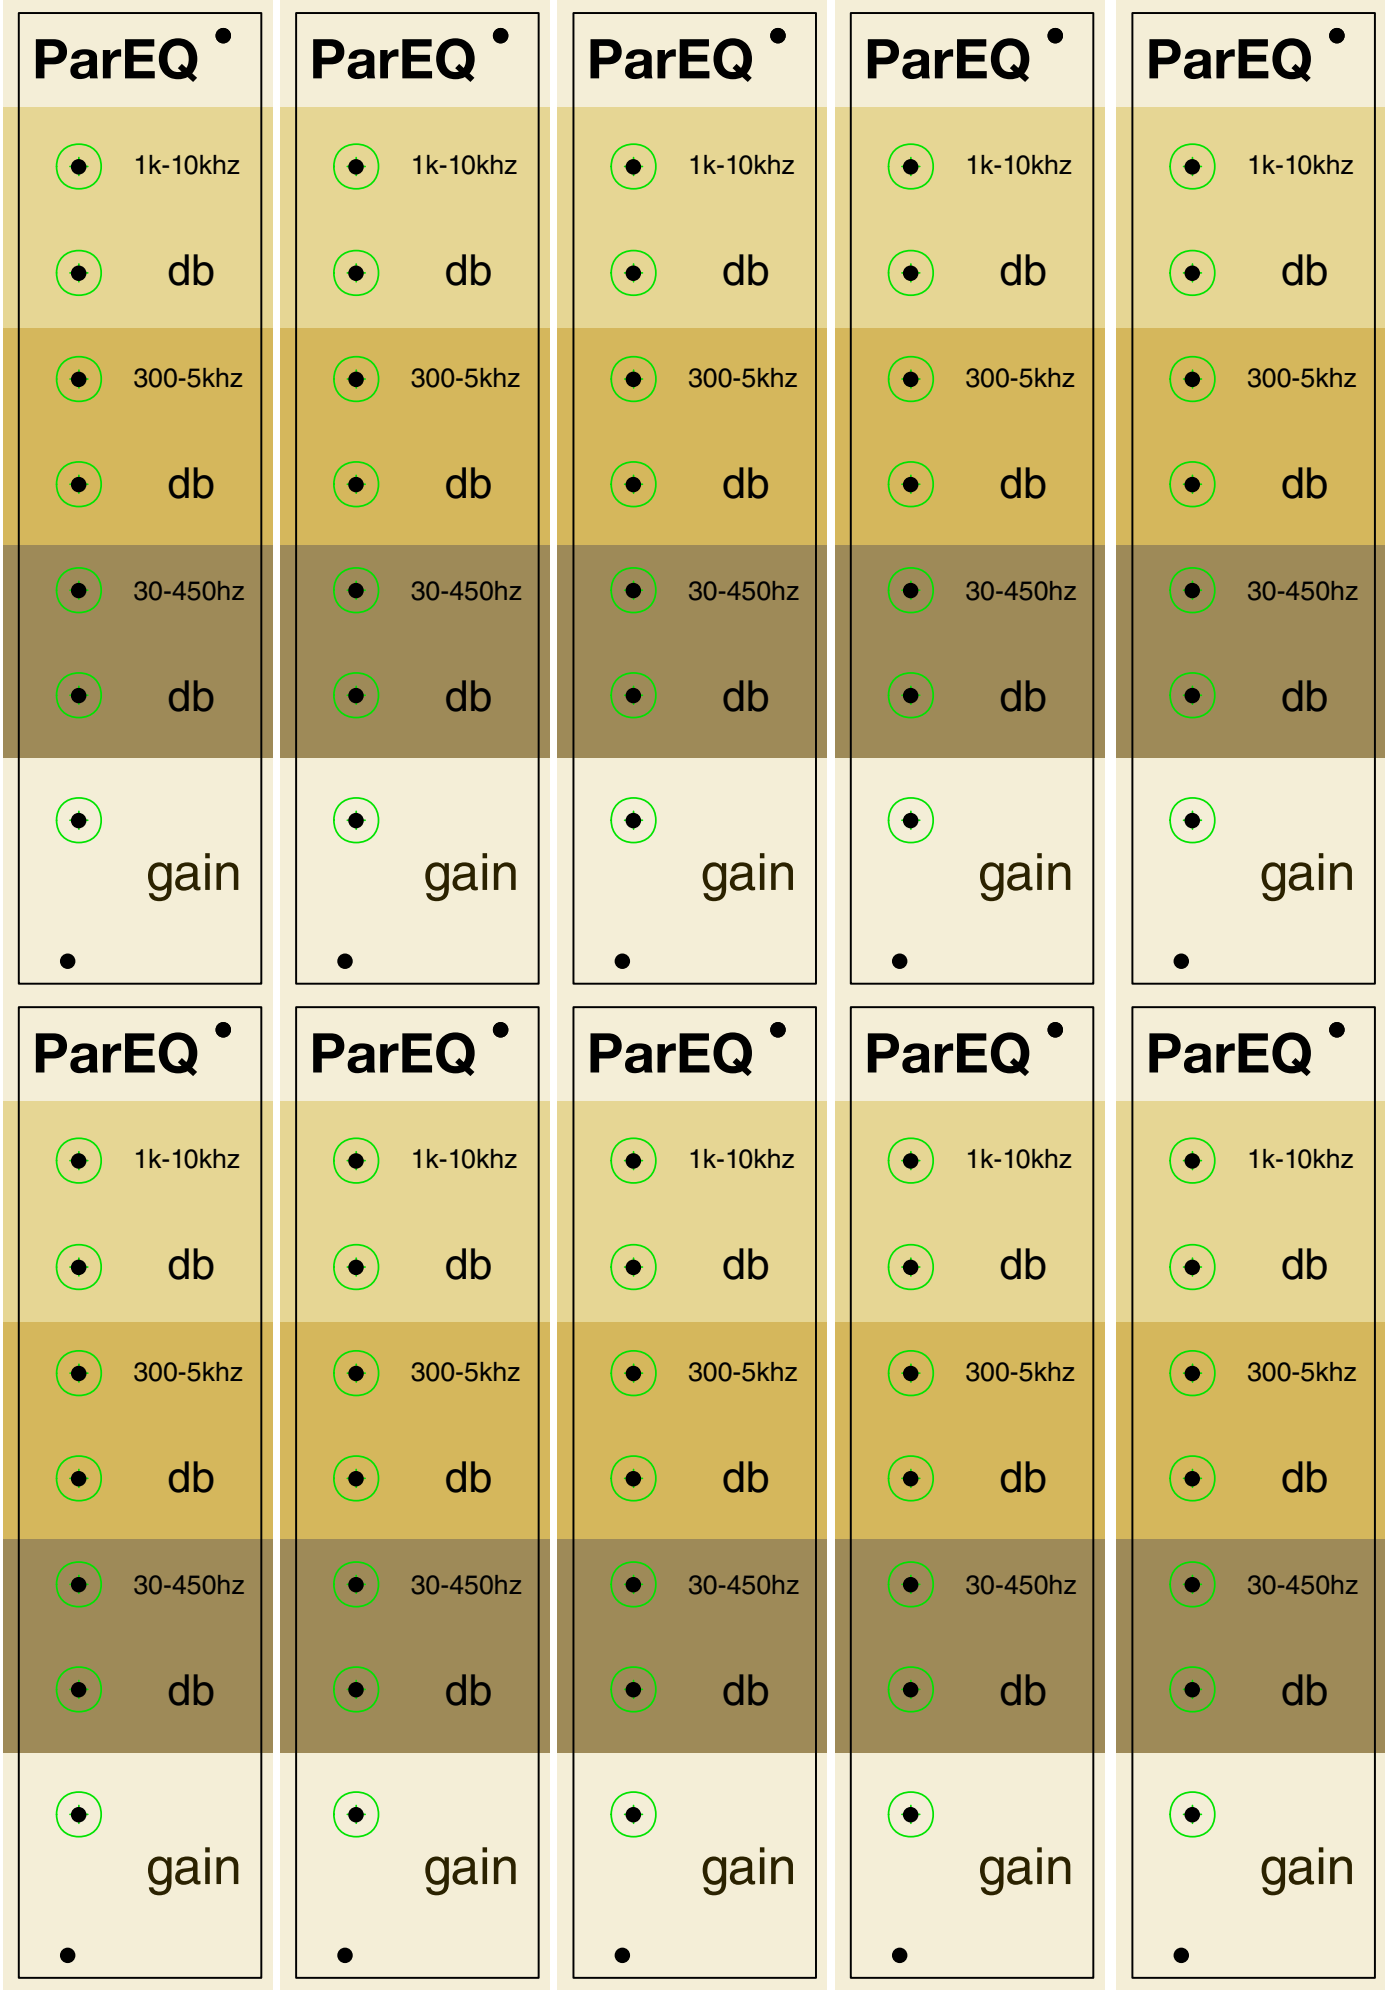 ParEQ ParEQ ParEQ ParEQ ParEQ
1k-10khz 1k-10khz 1k-10khz 1k-10khz 1k-10khz
db db db db db
300-5khz 300-5khz 300-5khz 300-5khz 300-5khz
db db db db db
30-450hz 30-450hz 30-450hz 30-450hz 30-450hz
db db db db db
gain gain gain gain gain
ParEQ ParEQ ParEQ ParEQ ParEQ
1k-10khz 1k-10khz 1k-10khz 1k-10khz 1k-10khz
db db db db db
300-5khz 300-5khz 300-5khz 300-5khz 300-5khz
db db db db db
30-450hz 30-450hz 30-450hz 30-450hz 30-450hz
db db db db db
gain gain gain gain gain